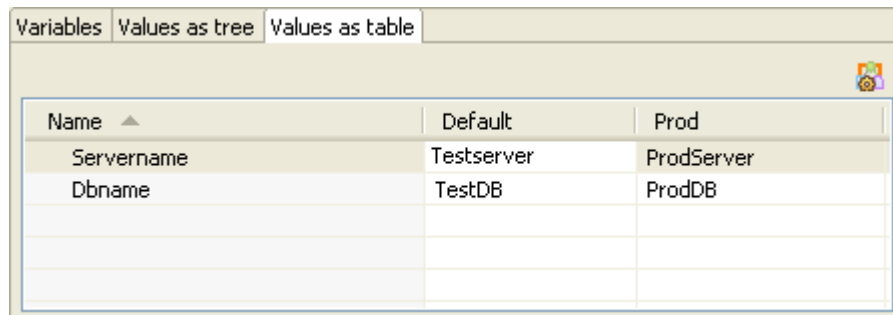 Variables Values as tree Values as table
Name Default Prod
Servername Testserver ProdServer
Dbname TestDB ProdDB